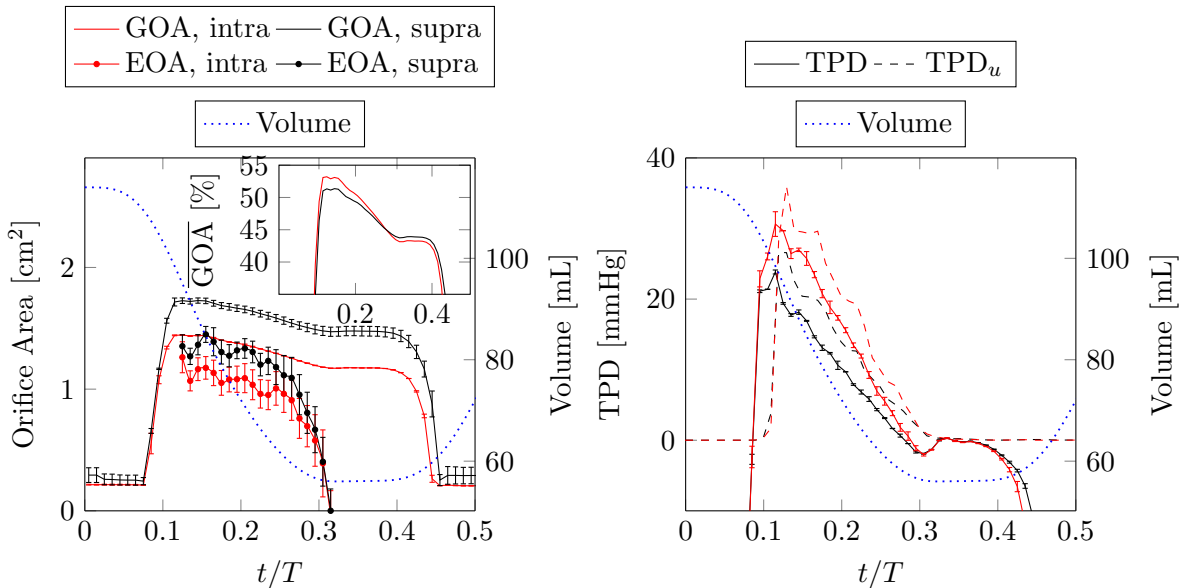 GOA, intra GOA, supra
EOA, intra EOA, supra
Volume
0 0.1 0.2 0.3 0.4 0.5
0
1
2
t/T
Orifice Area [cm²]
60
80
100
Volume [mL]
0.2 0.4
40
45
50
55
GOA [%]
TPD TPDᵤ
Volume
0 0.1 0.2 0.3 0.4 0.5
0
20
40
t/T
TPD [mmHg]
60
80
100
Volume [mL]